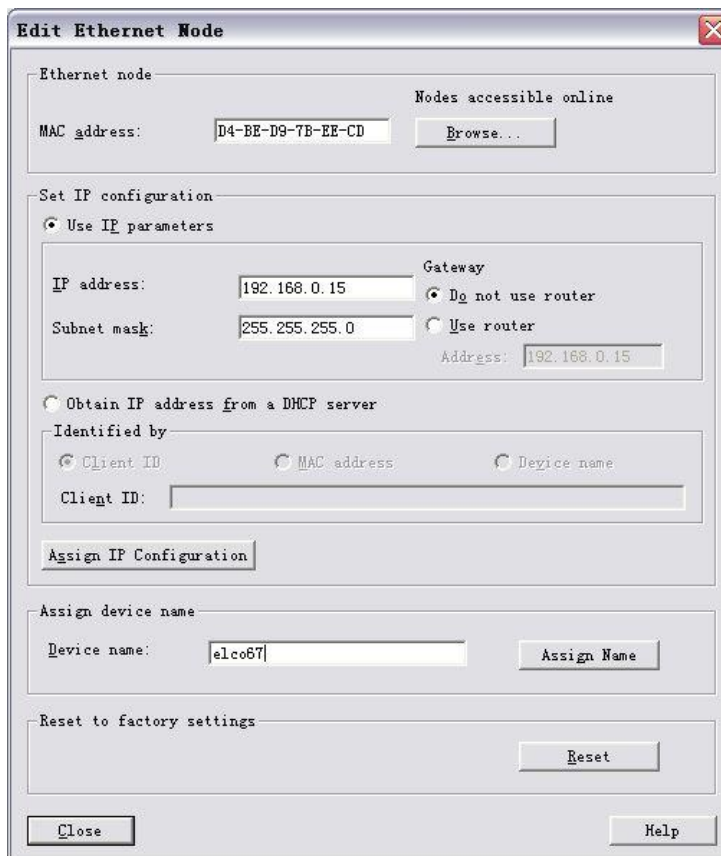 Edit Ethernet Node
Ethernet node
Nodes accessible online
MAC address: D4-BE-D9-7B-EE-CD Browse...
Set IP configuration
Use IP parameters
Gateway
IP address: 192.168.0.15 Do not use router
Subnet mask: 255.255.255.0 Use router
Address: 192.168.0.15
Obtain IP address from a DHCP server
Identified by
Client ID MAC address Device name
Client ID:
Assign IP Configuration
Assign device name
Device name: elco67 Assign Name
Reset to factory settings
Reset
Close Help